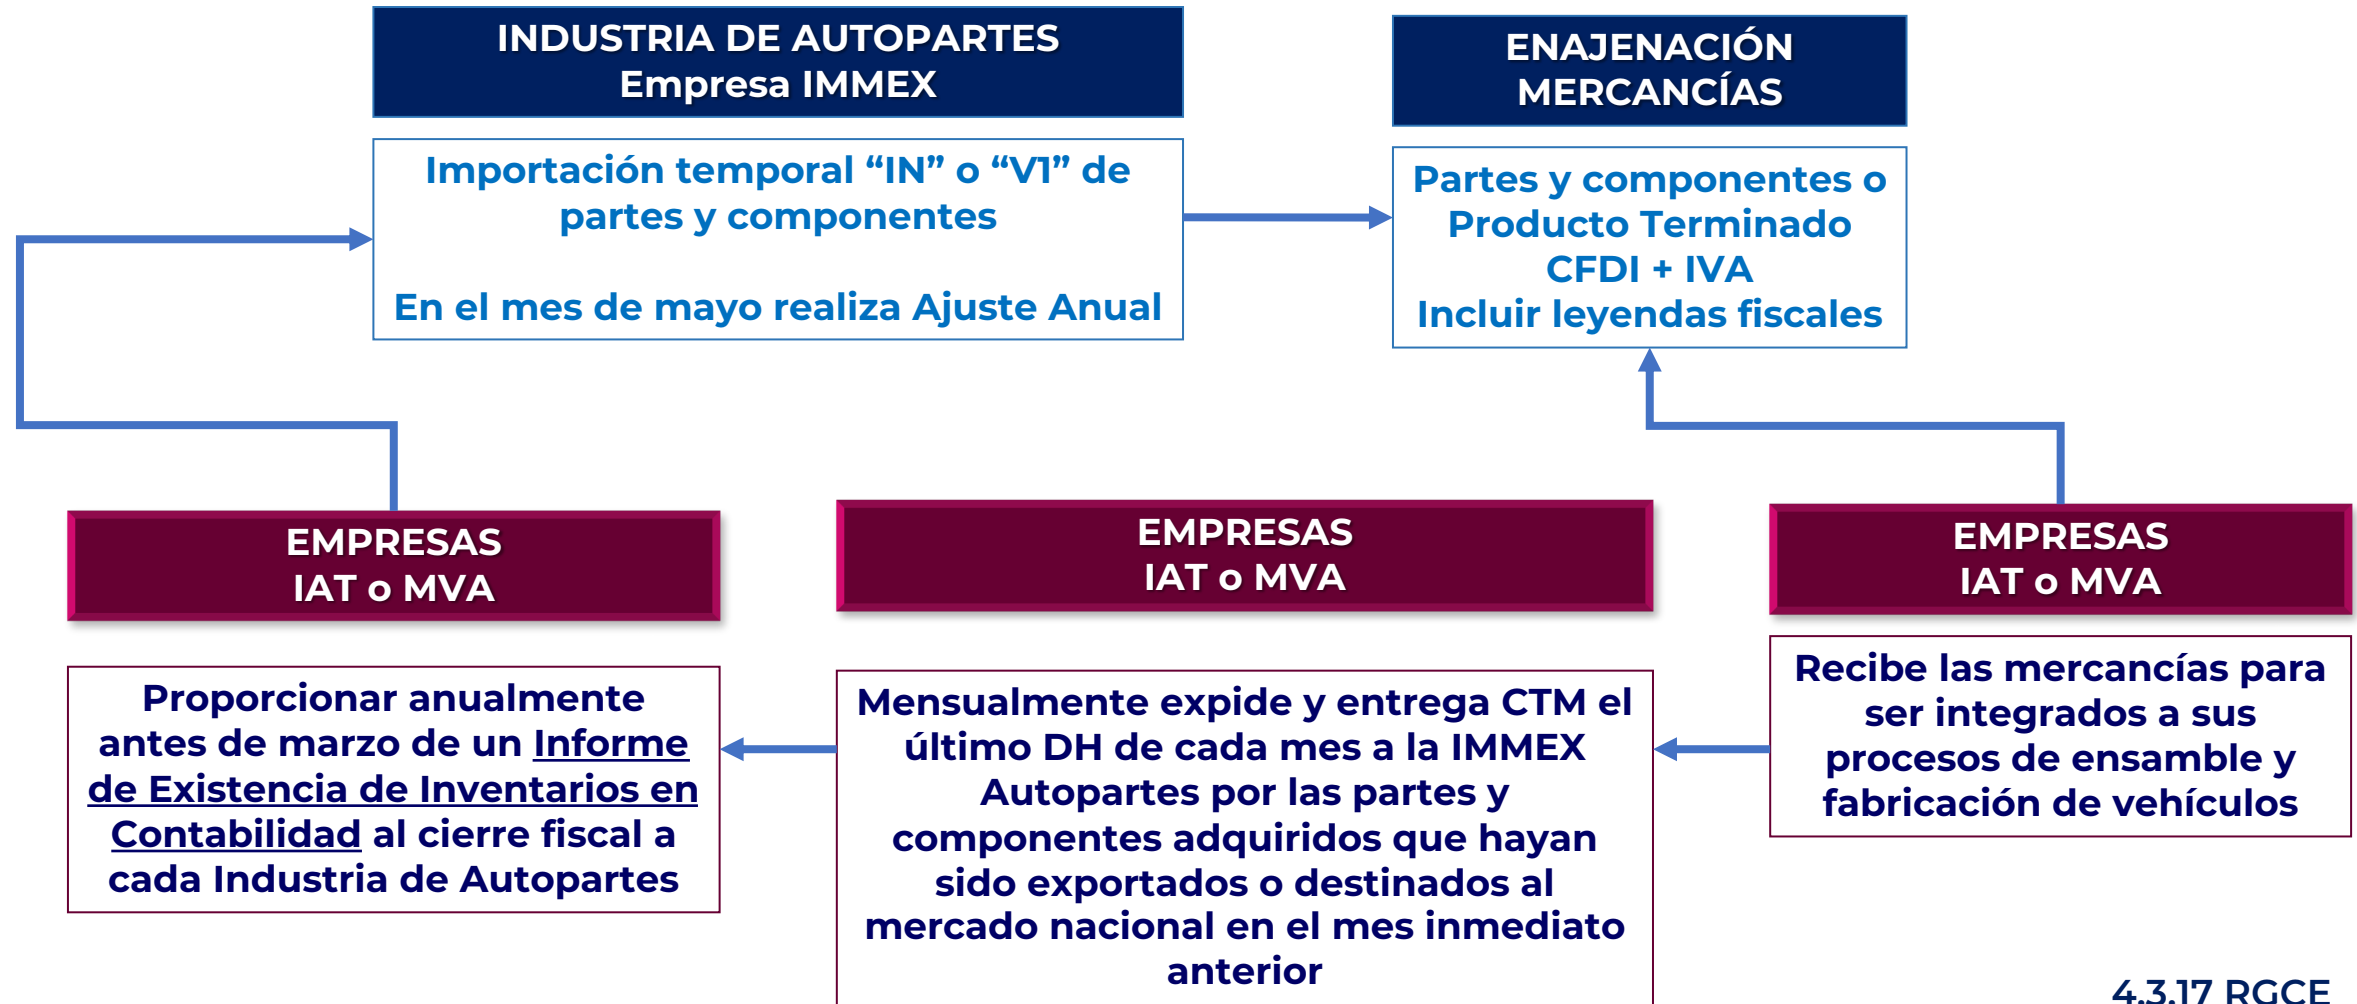 INDUSTRIA DE AUTOPARTES
Empresa IMMEX
Importación temporal “IN” o “V1” de
partes y componentes
En el mes de mayo realiza Ajuste Anual
ENAJENACIÓN
MERCANCÍAS
Partes y componentes o
Producto Terminado
CFDI + IVA
Incluir leyendas fiscales
EMPRESAS
IAT o MVA
Proporcionar anualmente
antes de marzo de un Informe
de Existencia de Inventarios en
Contabilidad al cierre fiscal a
cada Industria de Autopartes
EMPRESAS
IAT o MVA
Mensualmente expide y entrega CTM el
último DH de cada mes a la IMMEX
Autopartes por las partes y
componentes adquiridos que hayan
sido exportados o destinados al
mercado nacional en el mes inmediato
anterior
EMPRESAS
IAT o MVA
Recibe las mercancías para
ser integrados a sus
procesos de ensamble y
fabricación de vehículos
4.3.17 RGCE